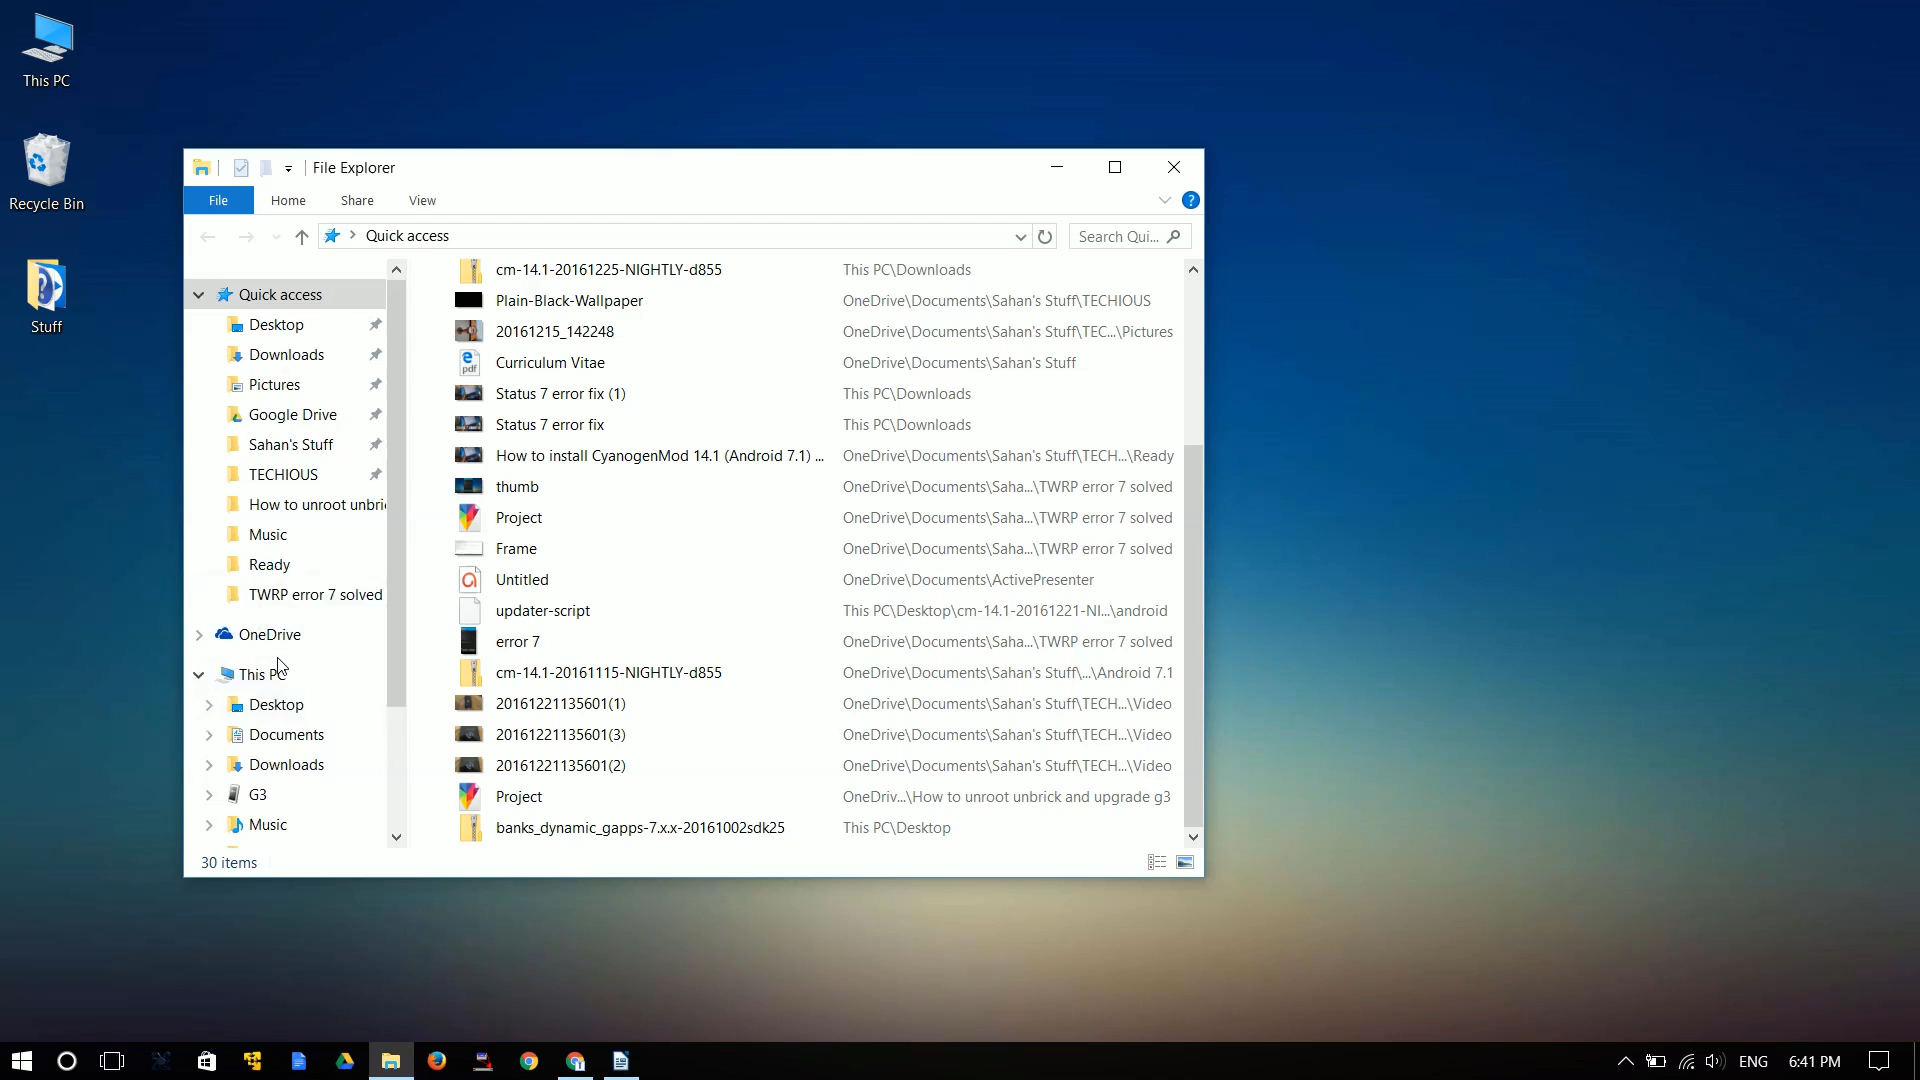 This PC
Recycle Bin
Stuff
File Explorer
File
Home
Share
View
?
Quick access
Search Qui...
Quick access
Desktop
Downloads
Pictures
Google Drive
Sahan's Stuff
TECHIOUS
How to unroot unbri
Music
Ready
TWRP error 7 solved
OneDrive
This PC
Desktop
Documents
Downloads
G3
Music
cm-14.1-20161225-NIGHTLY-d855 This PC\Downloads
Plain-Black-Wallpaper OneDrive\Documents\Sahan's Stuff\TECHIOUS
20161215_142248 OneDrive\Documents\Sahan's Stuff\TEC...\Pictures
Curriculum Vitae OneDrive\Documents\Sahan's Stuff
Status 7 error fix (1) This PC\Downloads
Status 7 error fix This PC\Downloads
How to install CyanogenMod 14.1 (Android 7.1) ... OneDrive\Documents\Sahan's Stuff\TECH...\Ready
thumb OneDrive\Documents\Saha...\TWRP error 7 solved
Project OneDrive\Documents\Saha...\TWRP error 7 solved
Frame OneDrive\Documents\Saha...\TWRP error 7 solved
Untitled OneDrive\Documents\ActivePresenter
updater-script This PC\Desktop\cm-14.1-20161221-NI...\android
error 7 OneDrive\Documents\Saha...\TWRP error 7 solved
cm-14.1-20161115-NIGHTLY-d855 OneDrive\Documents\Sahan's Stuff\...\Android 7.1
20161221135601(1) OneDrive\Documents\Sahan's Stuff\TECH...\Video
20161221135601(3) OneDrive\Documents\Sahan's Stuff\TECH...\Video
20161221135601(2) OneDrive\Documents\Sahan's Stuff\TECH...\Video
Project OneDriv...\How to unroot unbrick and upgrade g3
banks_dynamic_gapps-7.x.x-20161002sdk25 This PC\Desktop
30 items
ENG
6:41 PM